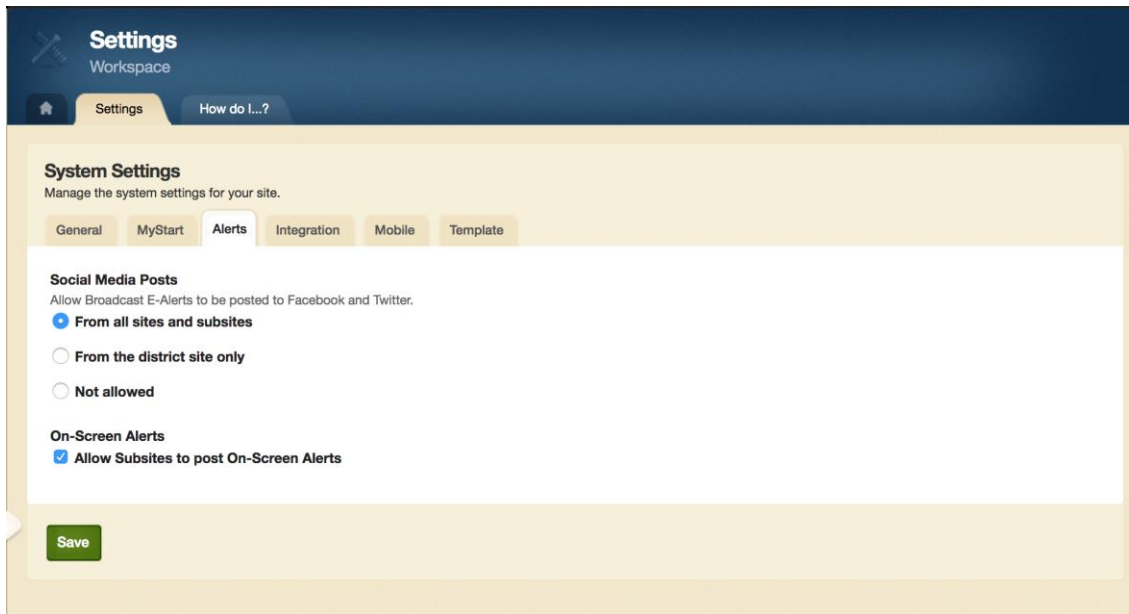 Settings
Workspace
Settings
How do I...?
System Settings
Manage the system settings for your site.
General
MyStart
Alerts
Integration
Mobile
Template
Social Media Posts
Allow Broadcast E-Alerts to be posted to Facebook and Twitter.
From all sites and subsites
From the district site only
Not allowed
On-Screen Alerts
Allow Subsites to post On-Screen Alerts
Save